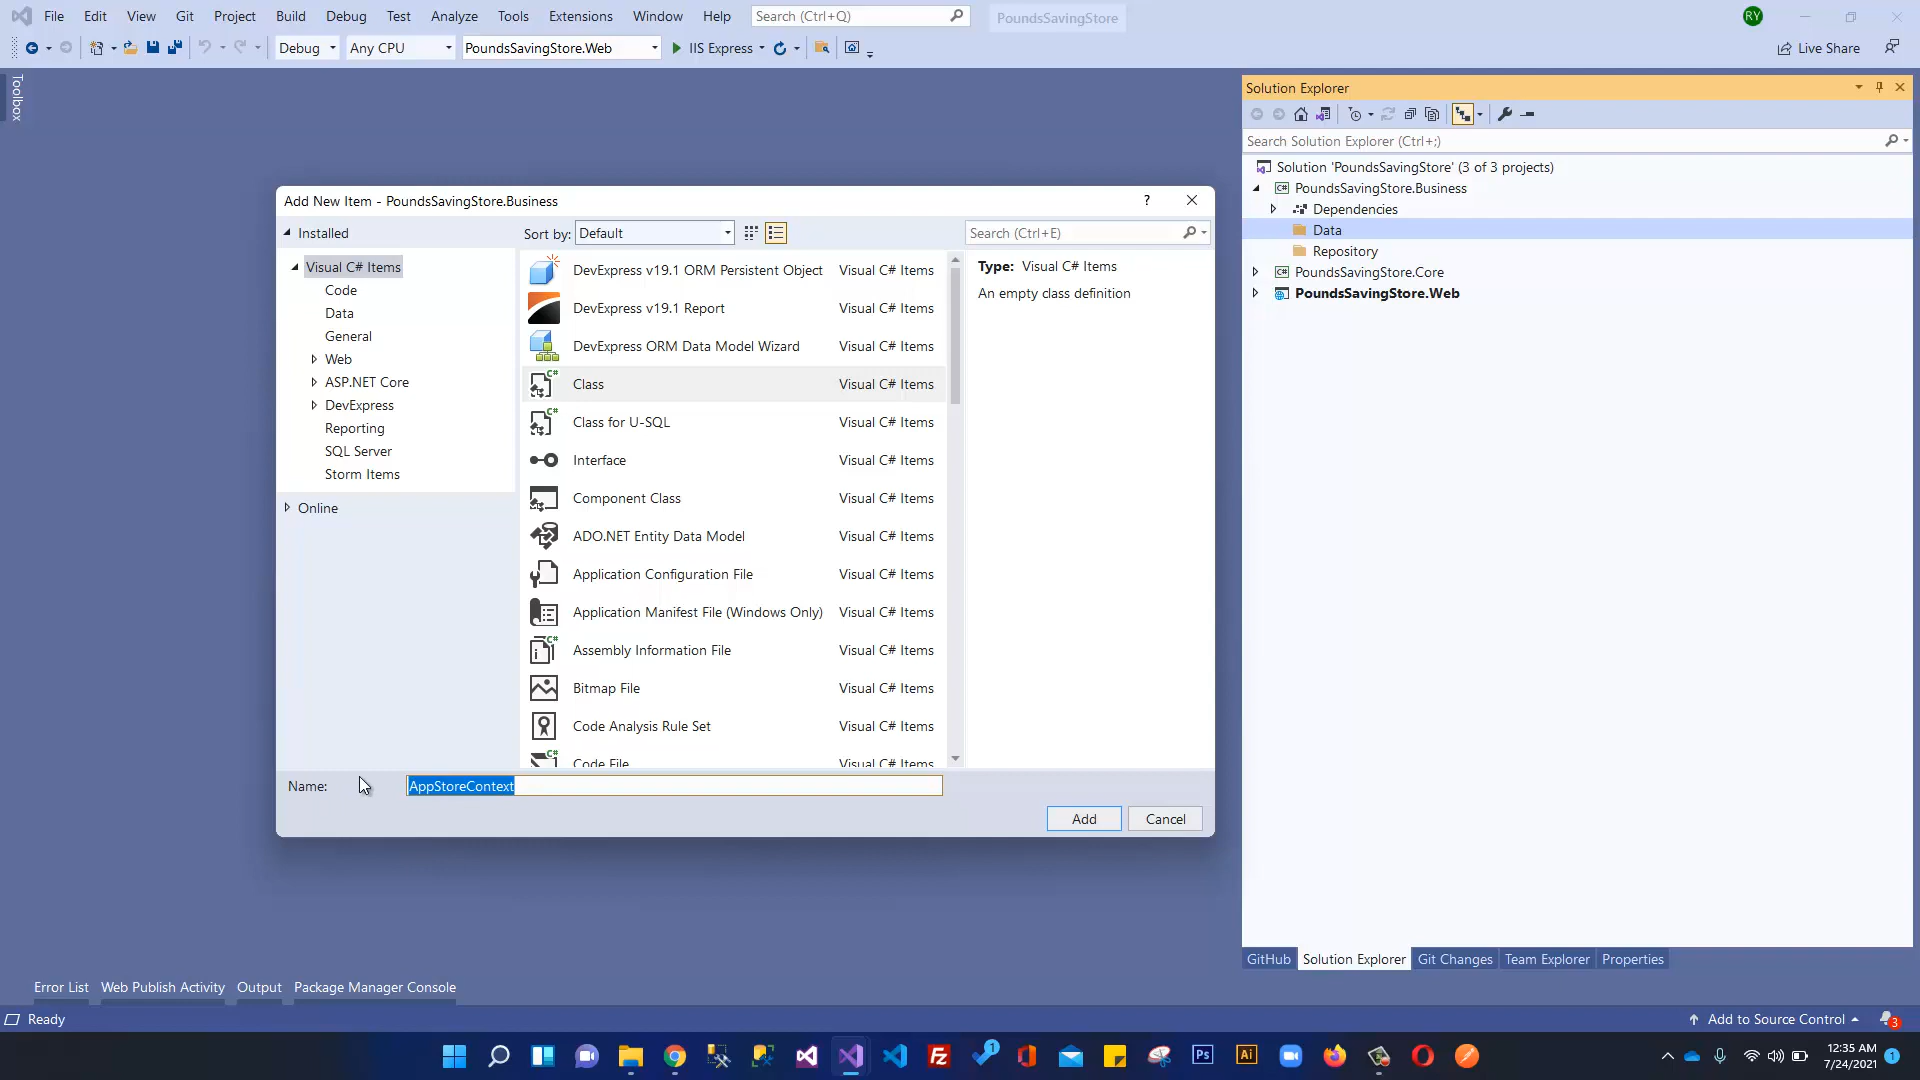 File Edit View Git Project Build Debug Test Analyze Tools Extensions Window Help Search (Ctrl+Q) PoundsSavingStore RY
Debug Any CPU PoundsSavingStore.Web IIS Express Live Share
Toolbox
Solution Explorer
Search Solution Explorer (Ctrl+;)
Solution 'PoundsSavingStore' (3 of 3 projects)
PoundsSavingStore.Business
Dependencies
Data
Repository
PoundsSavingStore.Core
PoundsSavingStore.Web
Add New Item - PoundsSavingStore.Business ?
Installed
Sort by: Default
Search (Ctrl+E)
Visual C# Items
Code
Data
General
Web
ASP.NET Core
DevExpress
Reporting
SQL Server
Storm Items
Online
DevExpress v19.1 ORM Persistent Object Visual C# Items
DevExpress v19.1 Report Visual C# Items
DevExpress ORM Data Model Wizard Visual C# Items
Class Visual C# Items
Class for U-SQL Visual C# Items
Interface Visual C# Items
Component Class Visual C# Items
ADO.NET Entity Data Model Visual C# Items
Application Configuration File Visual C# Items
Application Manifest File (Windows Only) Visual C# Items
Assembly Information File Visual C# Items
Bitmap File Visual C# Items
Code Analysis Rule Set Visual C# Items
Code File Visual C# Items
Type: Visual C# Items
An empty class definition
Name: AppStoreContext
Add Cancel
GitHub Solution Explorer Git Changes Team Explorer Properties
Error List Web Publish Activity Output Package Manager Console
Ready Add to Source Control 3
1 Fz Ps Ai
12:35 AM
7/24/2021 1